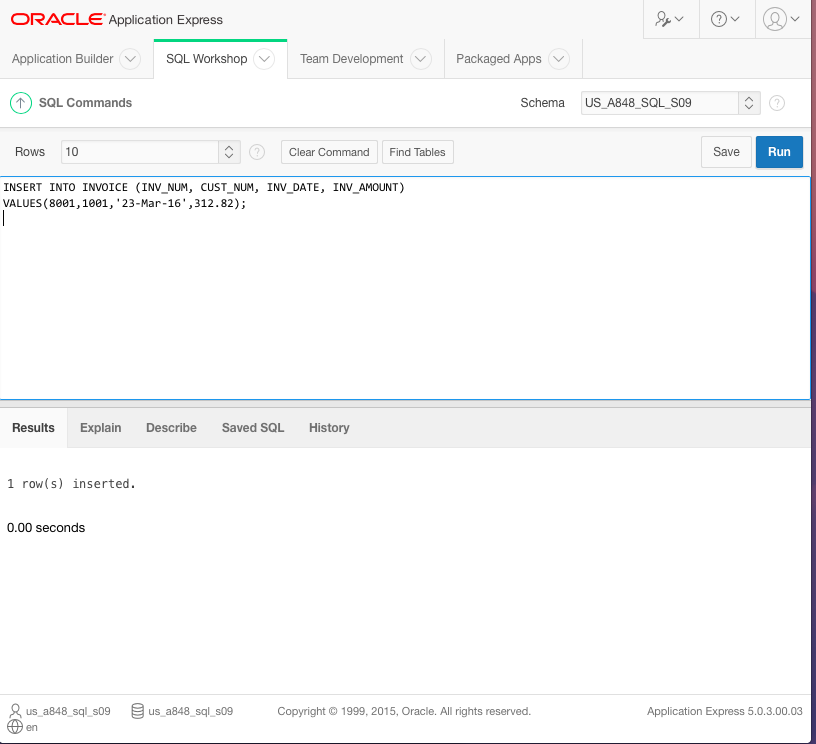 ORACLE Application Express
Application Builder SQL Workshop Team Development Packaged Apps
SQL Commands Schema US_A848_SQL_S09 ?
Rows 10 ? Clear Command Find Tables Save Run
INSERT INTO INVOICE (INV_NUM, CUST_NUM, INV_DATE, INV_AMOUNT)
VALUES(8001,1001,'23-Mar-16',312.82);
Results Explain Describe Saved SQL History
1 row(s) inserted.
0.00 seconds
us_a848_sql_s09 us_a848_sql_s09 Copyright © 1999, 2015, Oracle. All rights reserved. Application Express 5.0.3.00.03
en